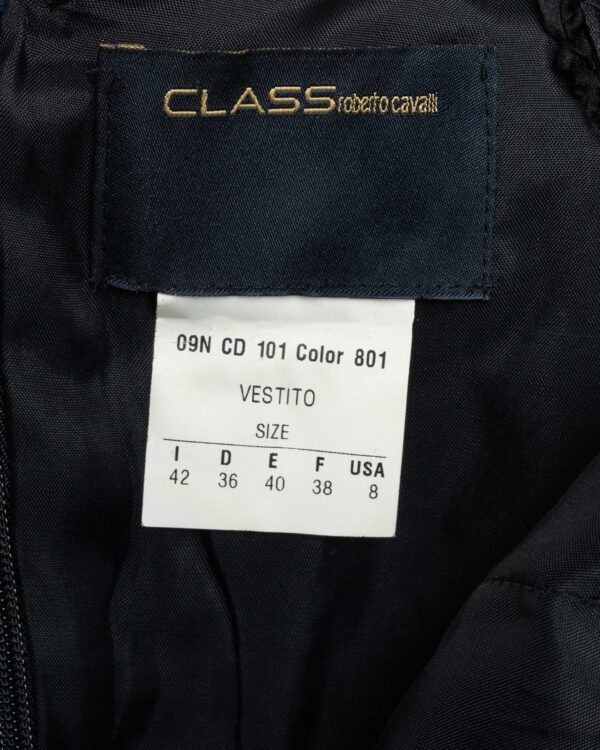 CLASS roberto cavalli
09N CD 101 Color 801
VESTITO
SIZE
I D E F USA
42 36 40 38 8